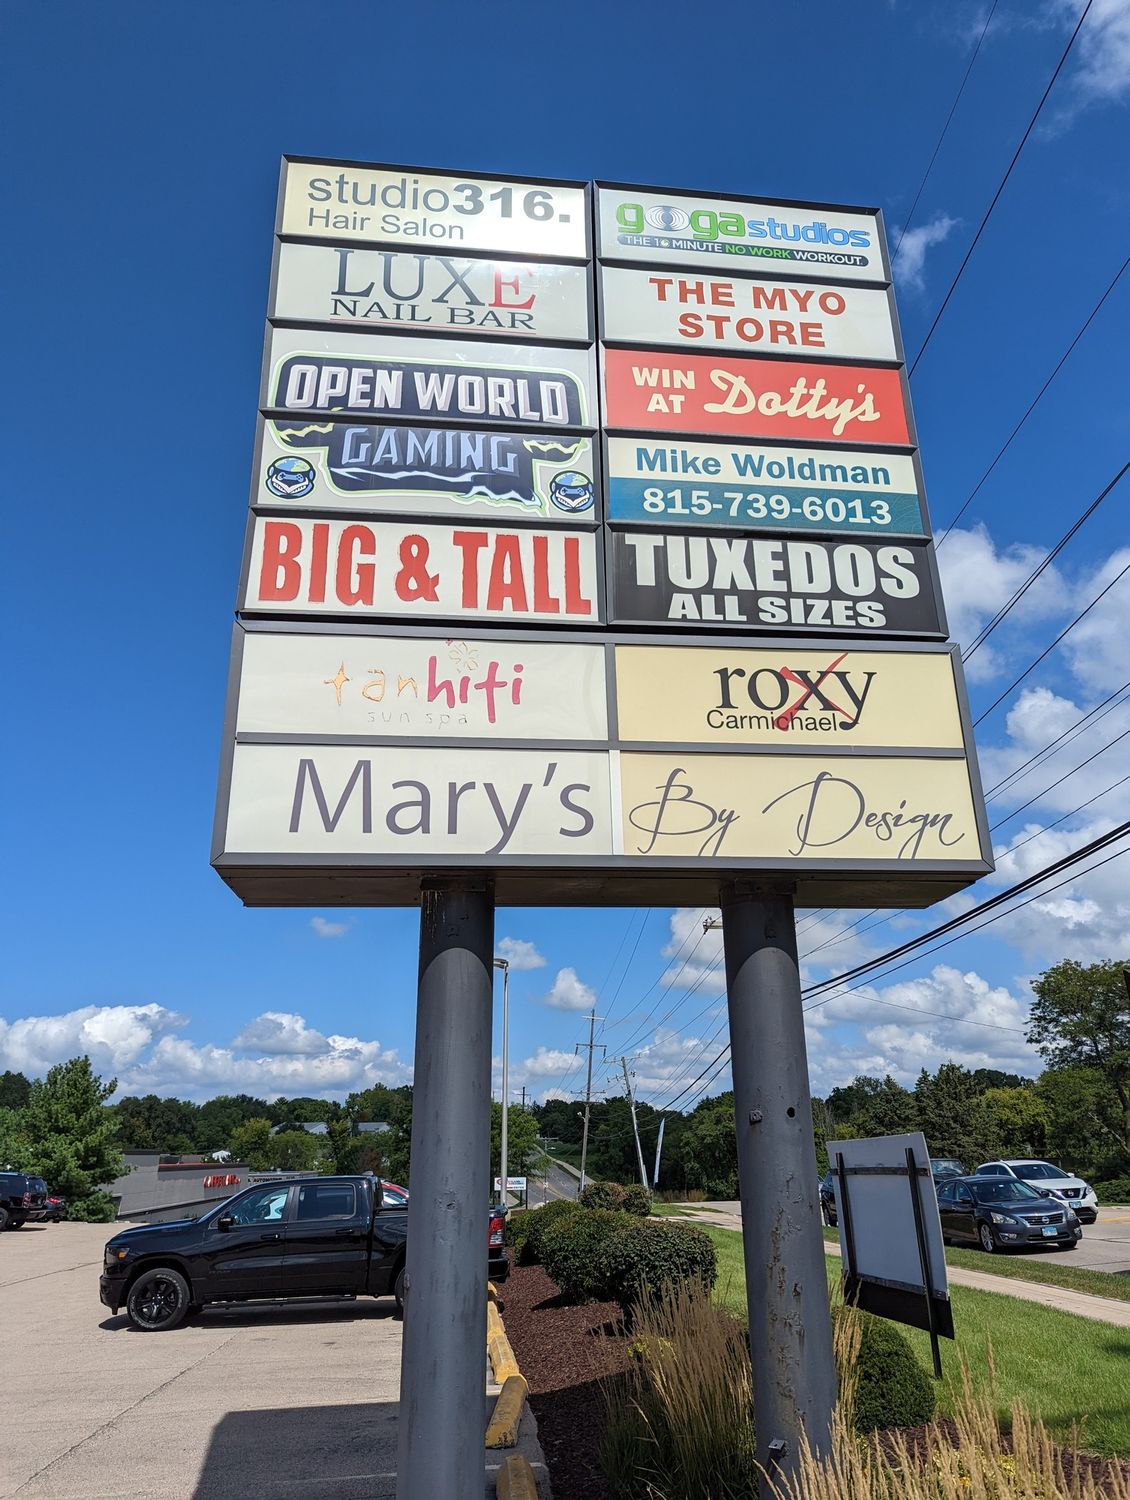 studio316.
Hair Salon
LUXE
NAIL BAR
OPEN WORLD
GAMING
BIG & TALL
tanhiti
sun spa
Mary's
gogastudios
THE 10 MINUTE NO WORK WORKOUT
THE MYO
STORE
WIN
AT
Dotty's
Mike Woldman
815-739-6013
TUXEDOS
ALL SIZES
roxy
Carmichael
By Design